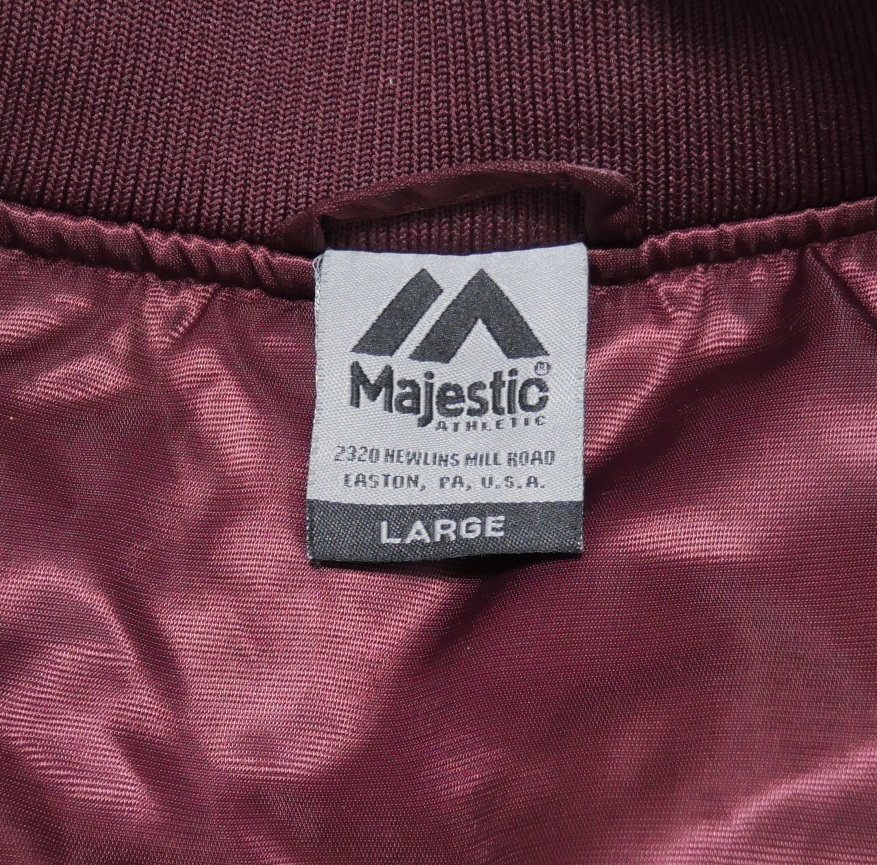 Majestic®
ATHLETIC
2320 NEWLINS MILL ROAD
EASTON, PA, U.S.A.
LARGE